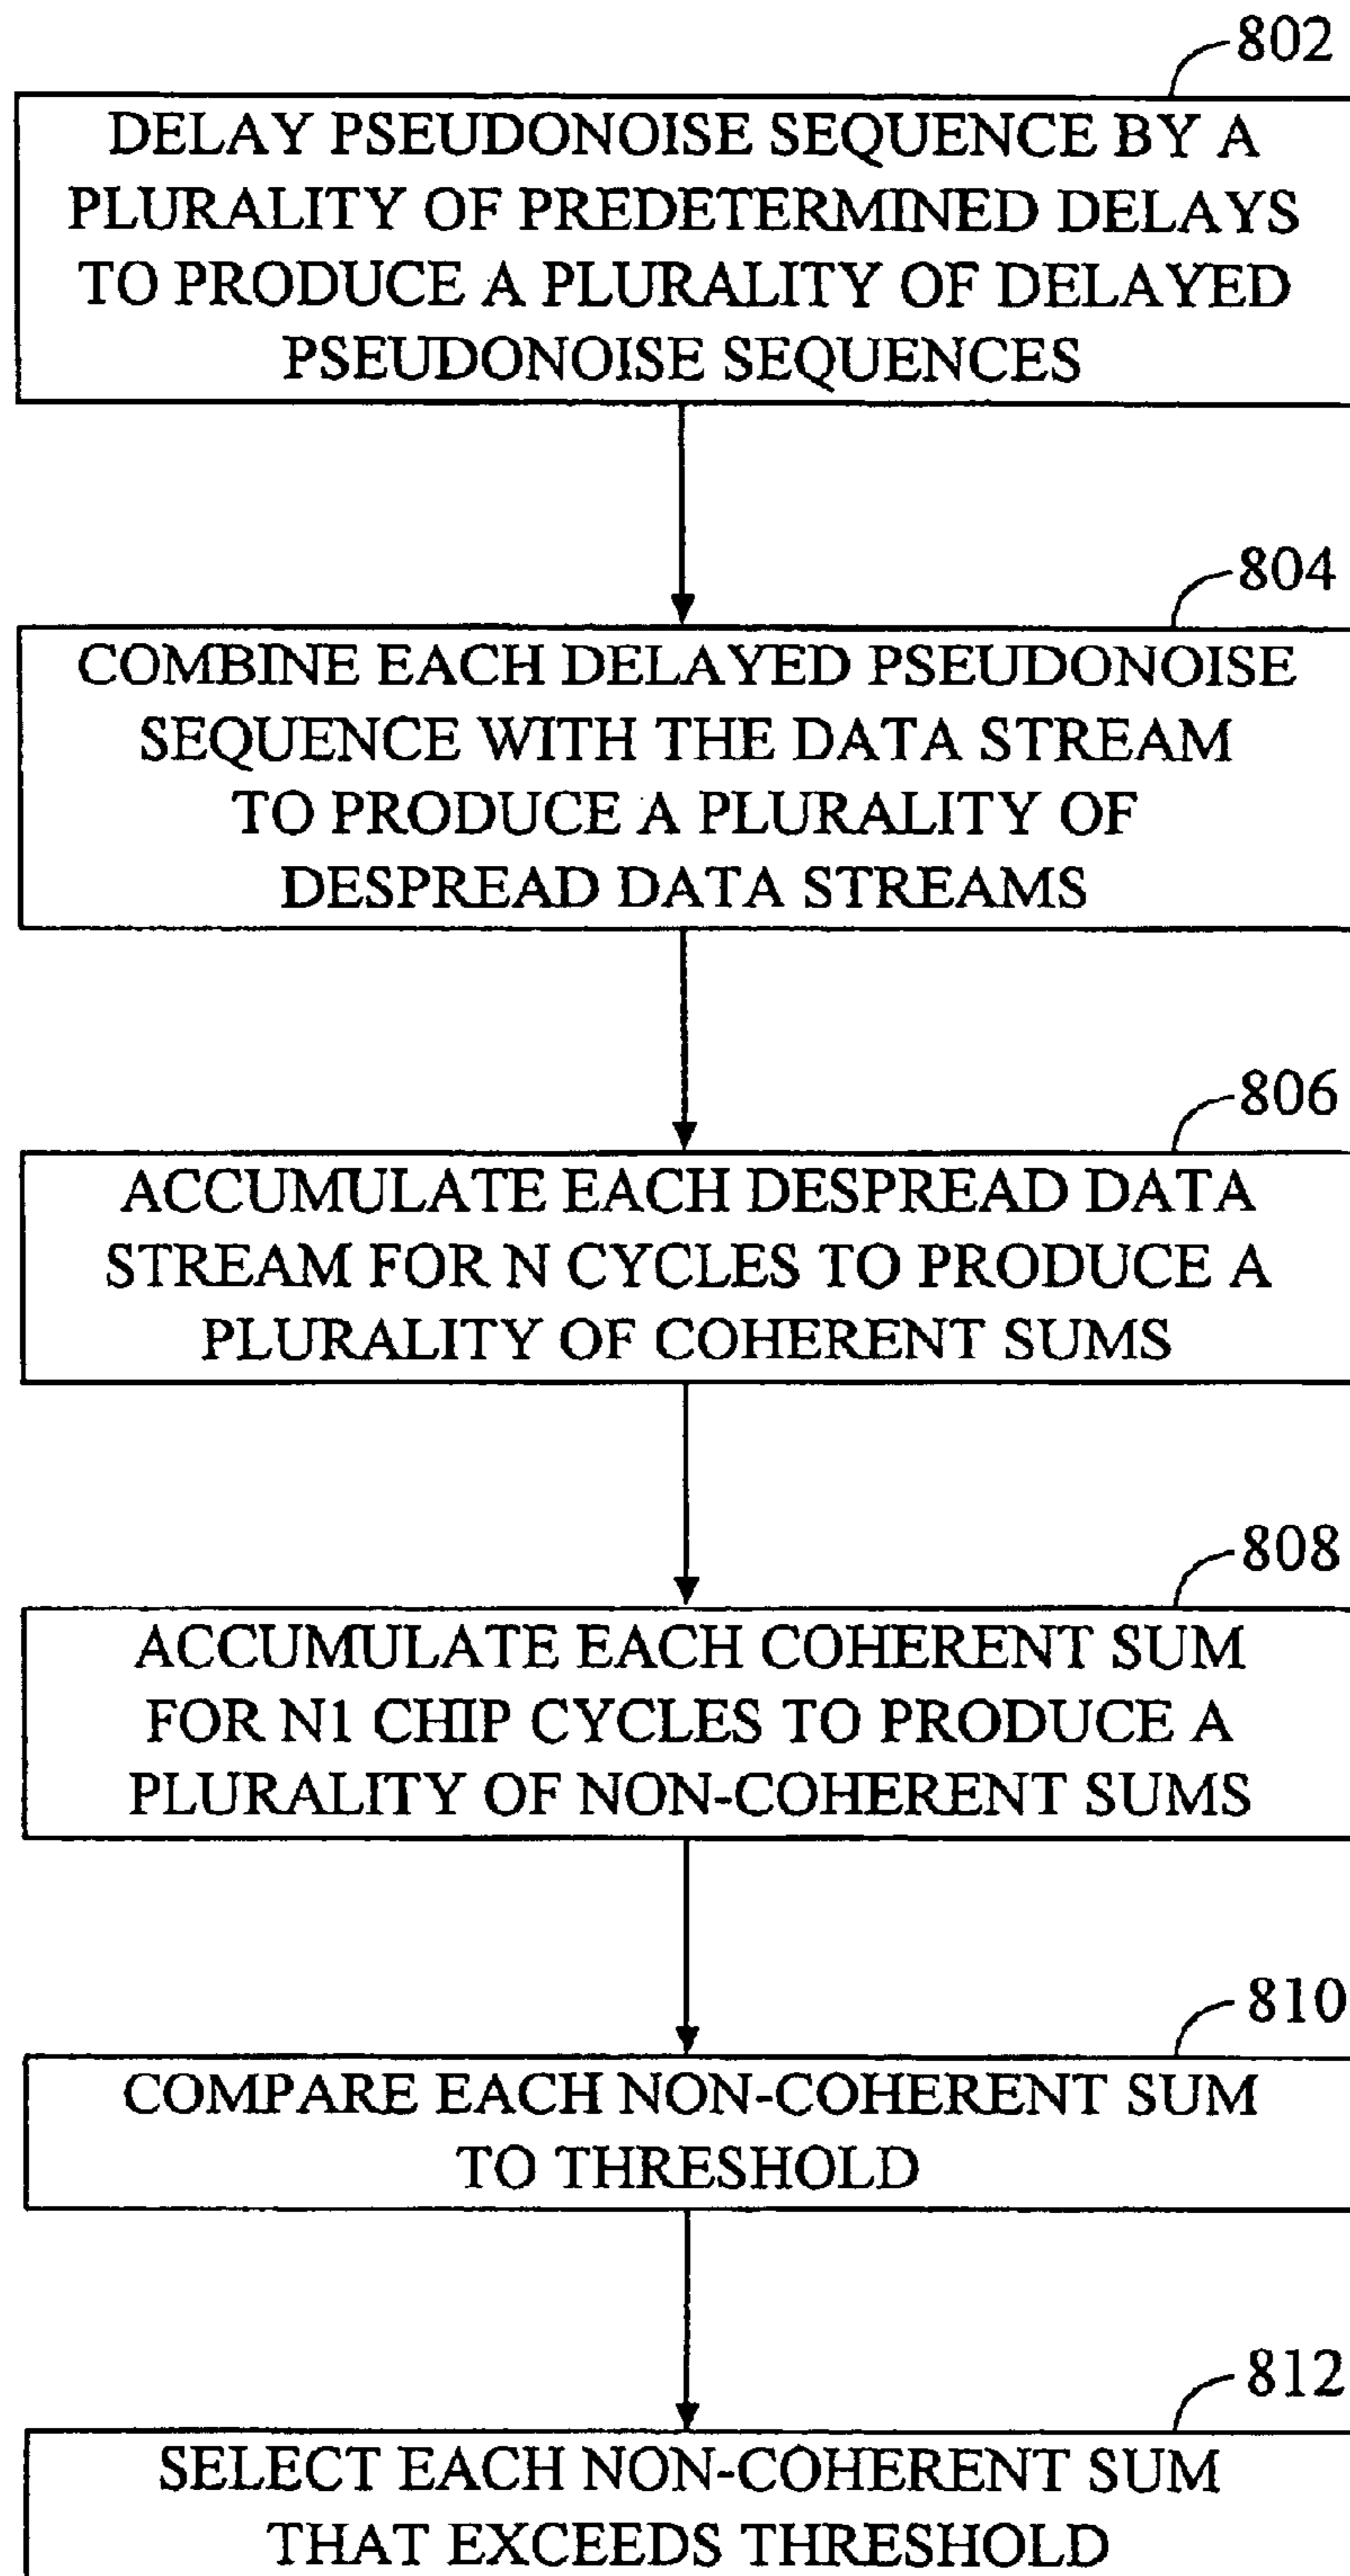 802
DELAY PSEUDONOISE SEQUENCE BY A
PLURALITY OF PREDETERMINED DELAYS
TO PRODUCE A PLURALITY OF DELAYED
PSEUDONOISE SEQUENCES
804
COMBINE EACH DELAYED PSEUDONOISE
SEQUENCE WITH THE DATA STREAM
TO PRODUCE A PLURALITY OF
DESPREAD DATA STREAMS
806
ACCUMULATE EACH DESPREAD DATA
STREAM FOR N CYCLES TO PRODUCE A
PLURALITY OF COHERENT SUMS
808
ACCUMULATE EACH COHERENT SUM
FOR N1 CHIP CYCLES TO PRODUCE A
PLURALITY OF NON-COHERENT SUMS
810
COMPARE EACH NON-COHERENT SUM
TO THRESHOLD
812
SELECT EACH NON-COHERENT SUM
THAT EXCEEDS THRESHOLD